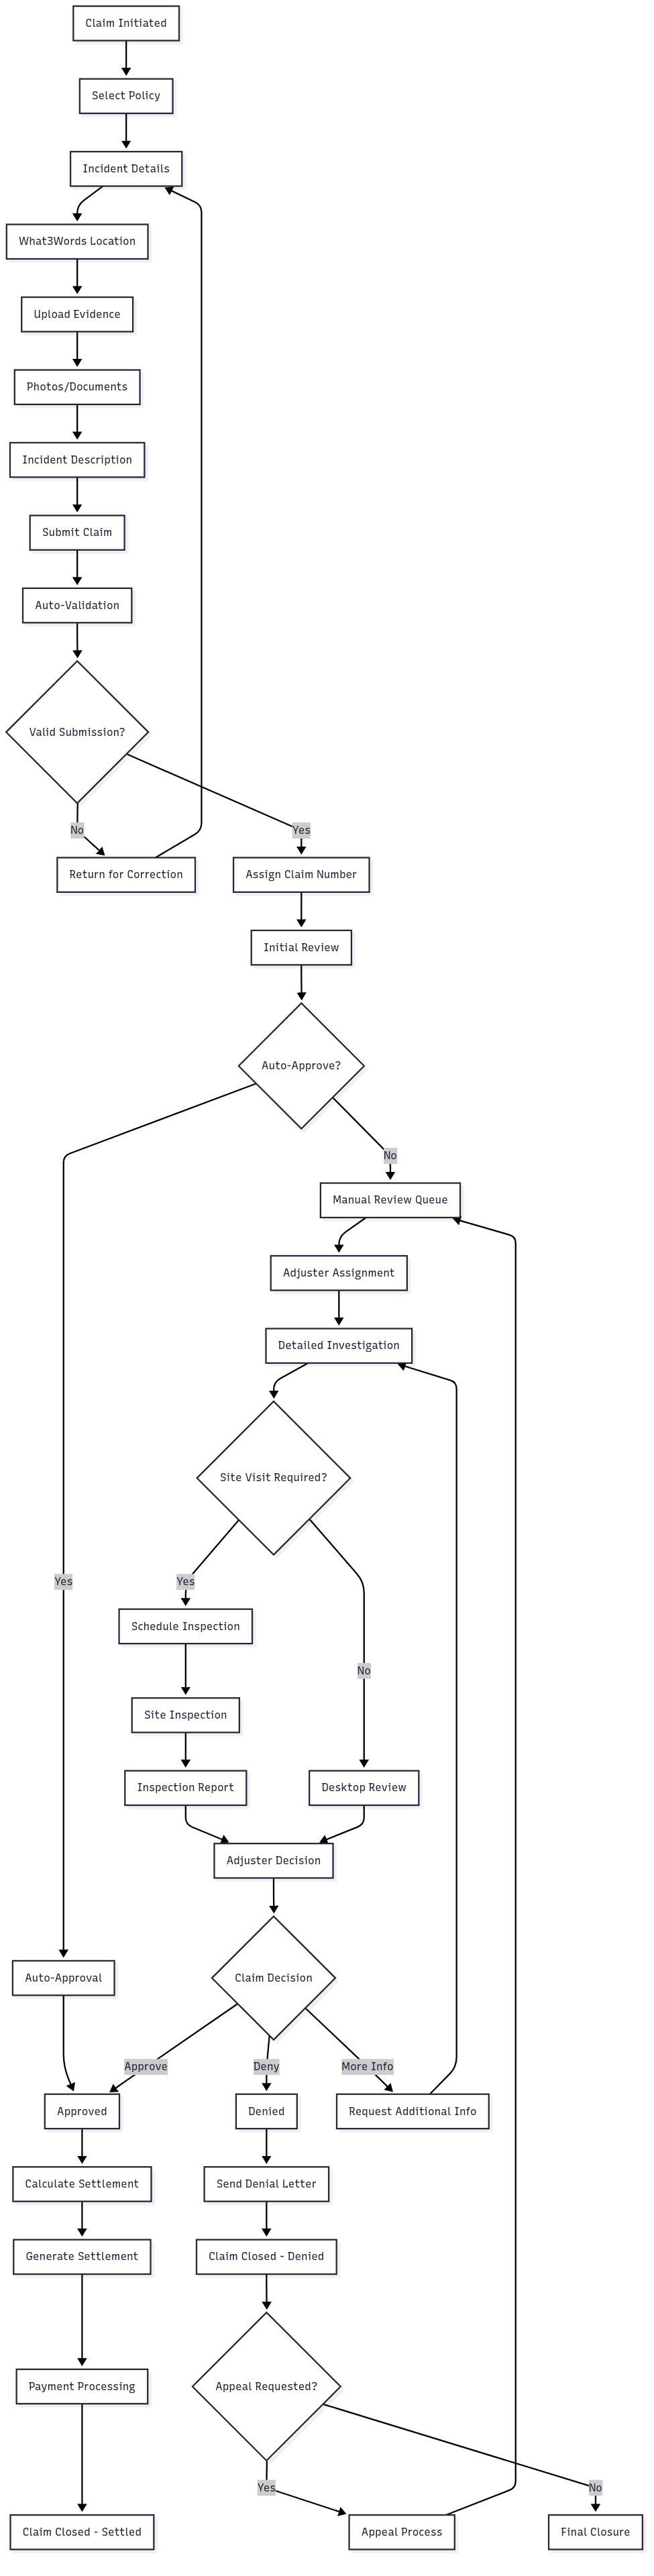 Claim Initiated
Select Policy
Incident Details
What3Words Location
Upload Evidence
Photos/Documents
Incident Description
Submit Claim
Auto-Validation
Valid Submission?
No
Yes
Return for Correction
Assign Claim Number
Initial Review
Auto-Approve?
No
Manual Review Queue
Adjuster Assignment
Detailed Investigation
Site Visit Required?
Yes
Yes
Schedule Inspection
No
Site Inspection
Inspection Report
Desktop Review
Adjuster Decision
Auto-Approval
Claim Decision
Approve
Deny
More Info
Approved
Denied
Request Additional Info
Calculate Settlement
Send Denial Letter
Generate Settlement
Claim Closed - Denied
Payment Processing
Appeal Requested?
Yes
No
Claim Closed - Settled
Appeal Process
Final Closure